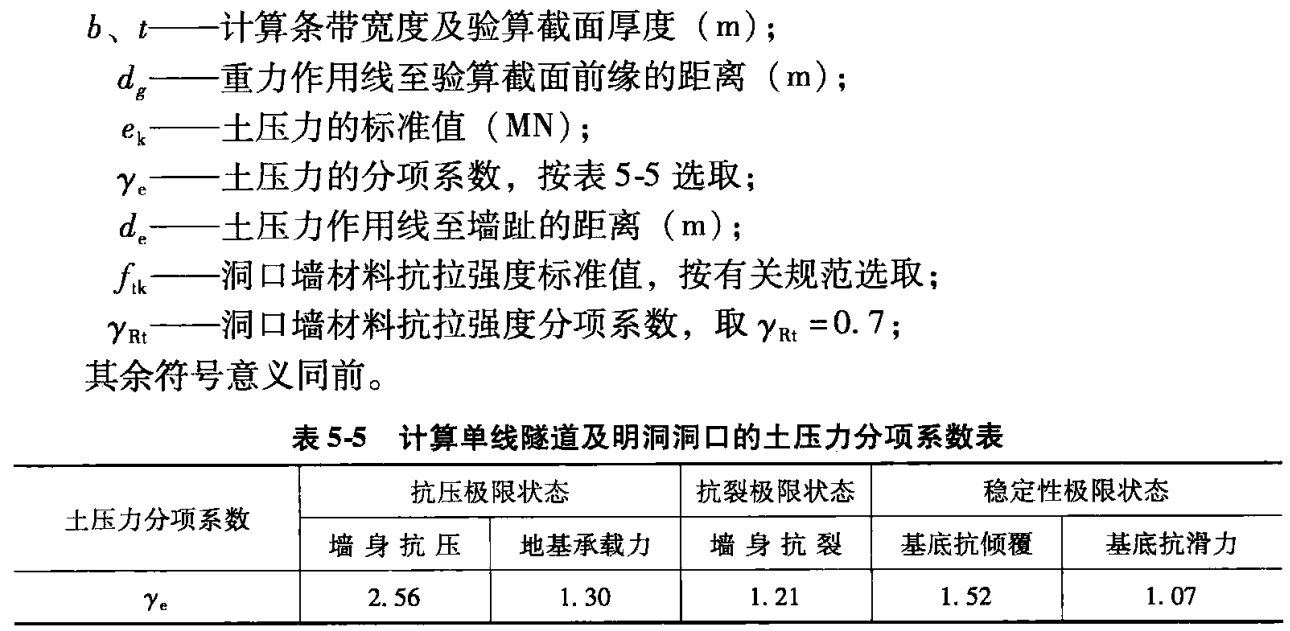 b、t——计算条带宽度及验算截面厚度（m）；
d_g——重力作用线至验算截面前缘的距离（m）；
e_k——土压力的标准值（MN）；
γ_e——土压力的分项系数，按表 5-5 选取；
d_e——土压力作用线至墙趾的距离（m）；
f_tk——洞口墙材料抗拉强度标准值，按有关规范选取；
γ_Rt——洞口墙材料抗拉强度分项系数，取 γ_Rt =0. 7；
其余符号意义同前。
表 5-5 计算单线隧道及明洞洞口的土压力分项系数表
土压力分项系数 抗压极限状态 抗裂极限状态 稳定性极限状态
墙 身 抗 压 地基承载力 墙 身 抗 裂 基底抗倾覆 基底抗滑力
γ_e 2. 56 1. 30 1. 21 1. 52 1. 07